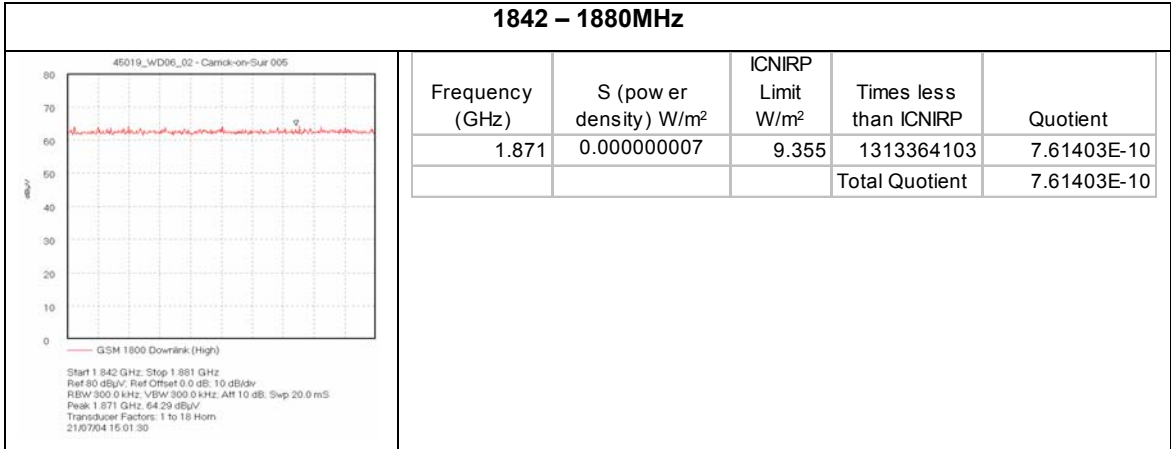 1842 – 1880MHz
45019_WD06_02 - Carrick-on-Suir 005
80
70
60
50
40
30
20
10
0
dBµV
GSM 1800 Downlink (High)
Start 1.842 GHz; Stop 1.881 GHz
Ref 80 dBµV; Ref Offset 0.0 dB; 10 dB/div
RBW 300.0 kHz; VBW 300.0 kHz; Att 10 dB; Swp 20.0 mS
Peak 1.871 GHz, 64.29 dBµV
Transducer Factors: 1 to 18 Horn
21/07/04 15:01:30
Frequency (GHz) S (pow er density) W/m² ICNIRP Limit W/m² Times less than ICNIRP Quotient
1.871 0.000000007 9.355 1313364103 7.61403E-10
Total Quotient 7.61403E-10